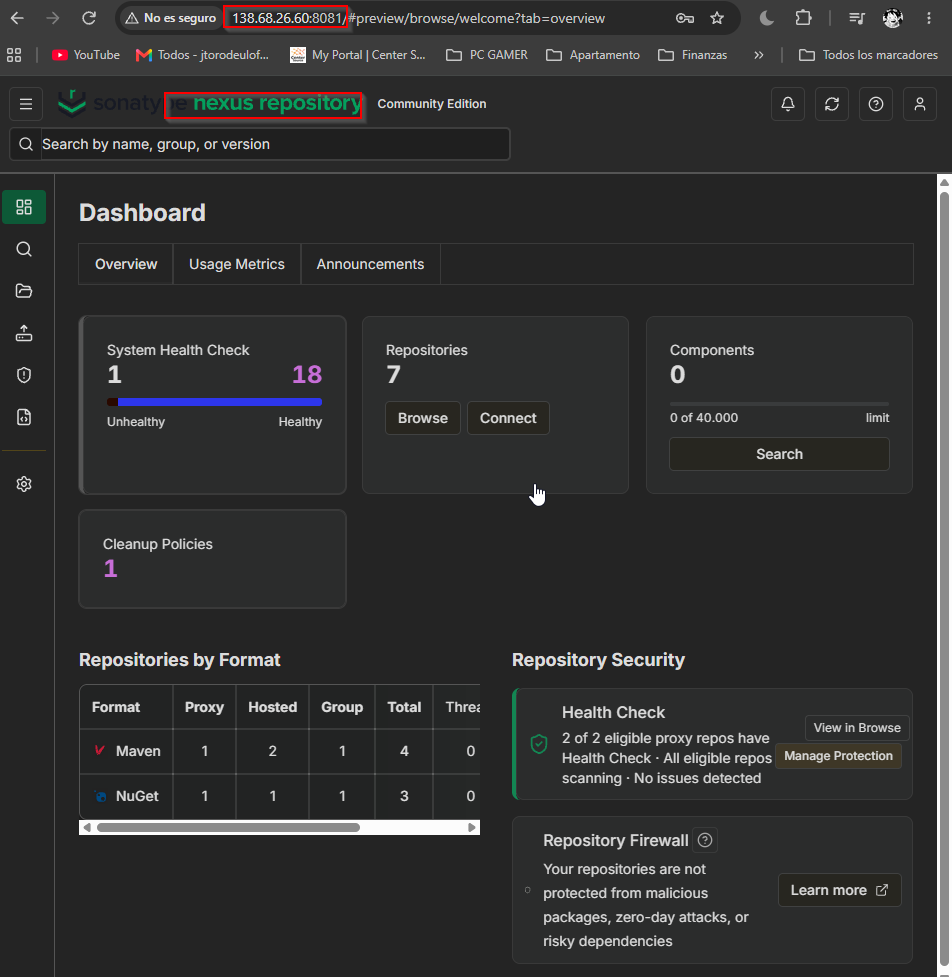 No es seguro 138.68.26.60:8081/#preview/browse/welcome?tab=overview
YouTube Todos - jtorodeulof... My Portal | Center S... PC GAMER Apartamento Finanzas » Todos los marcadores
sonatype nexus repository Community Edition
Search by name, group, or version
Dashboard
Overview Usage Metrics Announcements
System Health Check
1 18
Unhealthy Healthy
Repositories
7
Browse Connect
Components
0
0 of 40.000 limit
Search
Cleanup Policies
1
Repositories by Format
Format Proxy Hosted Group Total Threa
Maven 1 2 1 4 0
NuGet 1 1 1 3 0
Repository Security
Health Check
2 of 2 eligible proxy repos have
Health Check · All eligible repos
scanning · No issues detected
View in Browse
Manage Protection
Repository Firewall
Your repositories are not
protected from malicious
packages, zero-day attacks, or
risky dependencies
Learn more